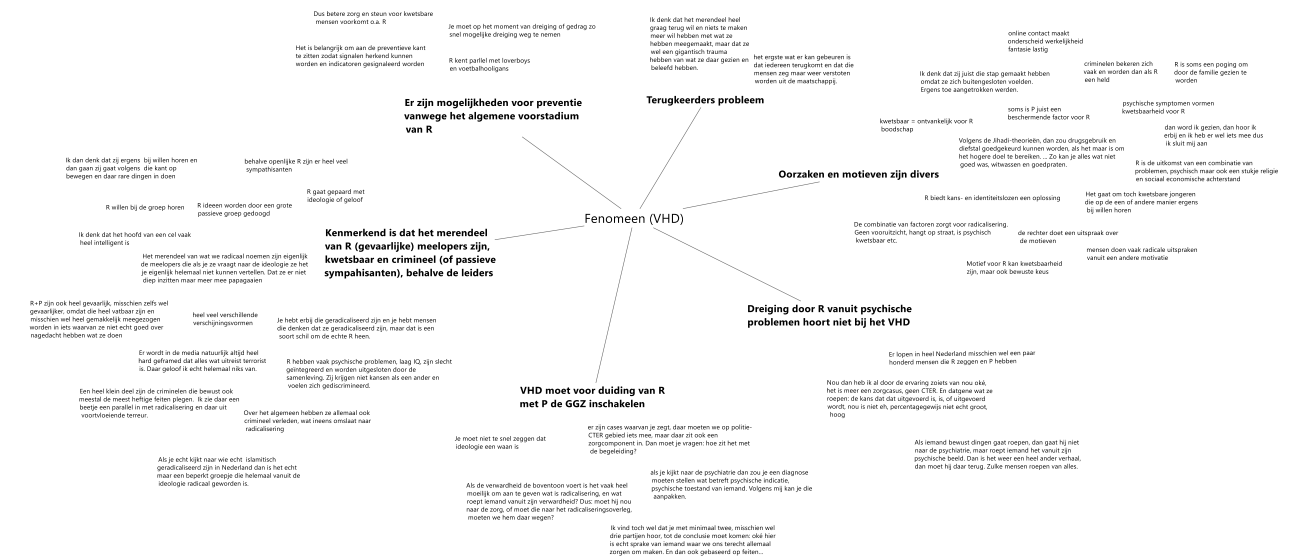 Dus betere zorg en steun voor kwetsbare
mensen voorkomt o.a. R
Je moet op het moment van dreiging of gedrag zo
snel mogelijke dreiging weg te nemen
Het is belangrijk om aan de preventieve kant
te zitten zodat signalen herkend kunnen
worden en indicatoren gesignaleerd worden
R kent parllel met loverboys
en voetbalhooligans
Er zijn mogelijkheden voor preventie
vanwege het algemene voorstadium
van R
Ik denk dat het merendeel heel
graag terug wil en niets te maken
meer wil hebben met wat ze
hebben meegemaakt, maar dat ze
wel een gigantisch trauma
hebben van wat ze daar gezien en
beleefd hebben.
het ergste wat er kan gebeuren is
dat iedereen terugkomt en dat die
mensen zeg maar weer verstoten
worden uit de maatschappij.
Terugkeerders probleem
online contact maakt
onderscheid werkelijkheid
fantasie lastig
Ik denk dat zij juist die stap gemaakt hebben
omdat ze zich buitengesloten voelden.
Ergens toe aangetrokken werden.
criminelen bekeren zich
vaak en worden dan als R
een held
R is soms een poging om
door de familie gezien te
worden
soms is P juist een
beschermende factor voor R
psychische symptomen vormen
kwetsbaarheid voor R
kwetsbaar = ontvankelijk voor R
boodschap
dan word ik gezien, dan hoor ik
erbij en ik heb er wel iets mee dus
ik sluit mij aan
Volgens de Jihadi-theorieën, dan zou drugsgebruik en
diefstal goedgekeurd kunnen worden, als het maar is om
het hogere doel te bereiken. ... Zo kan je alles wat niet
goed was, witwassen en goedpraten.
R is de uitkomst van een combinatie van
problemen, psychisch maar ook een stukje religie
en sociaal economische achterstand
Oorzaken en motieven zijn divers
R biedt kans- en identiteitslozen een oplossing
Het gaat om toch kwetsbare jongeren
die op de een of andere manier ergens
bij willen horen
De combinatie van factoren zorgt voor radicalisering.
Geen vooruitzicht, hangt op straat, is psychisch
kwetsbaar etc.
de rechter doet een uitspraak over
de motieven
mensen doen vaak radicale uitspraken
vanuit een andere motivatie
Motief voor R kan kwetsbaarheid
zijn, maar ook bewuste keus
Fenomeen (VHD)
Ik dan denk dat zij ergens  bij willen horen en
dan gaan zij gaat volgens  die kant op
bewegen en daar rare dingen in doen
behalve openlijke R zijn er heel veel
sympathisanten
R gaat gepaard met
ideologie of geloof
R willen bij de groep horen
R ideeen worden door een grote
passieve groep gedoogd
Ik denk dat het hoofd van een cel vaak
heel intelligent is
Kenmerkend is dat het merendeel
van R (gevaarlijke) meelopers zijn,
kwetsbaar en crimineel (of passieve
sympahisanten), behalve de leiders
Het merendeel van wat we radicaal noemen zijn eigenlijk
de meelopers die als je ze vraagt naar de ideologie ze het
je eigenlijk helemaal niet kunnen vertellen. Dat ze er niet
diep inzitten maar meer mee papagaaien
R+P zijn ook heel gevaarlijk, misschien zelfs wel
gevaarlijker, omdat die heel vatbaar zijn en
misschien wel heel gemakkelijk meegezogen
worden in iets waarvan ze niet echt goed over
nagedacht hebben wat ze doen
heel veel verschillende
verschijningsvormen
Je hebt erbij die geradicaliseerd zijn en je hebt mensen
die denken dat ze geradicaliseerd zijn, maar dat is een
soort schil om de echte R heen.
Er wordt in de media natuurlijk altijd heel
hard geframed dat alles wat uitreist terrorist
is. Daar geloof ik echt helemaal niks van.
R hebben vaak psychische problemen, laag IQ, zijn slecht
geïntegreerd en worden uitgesloten door de
samenleving. Zij krijgen niet kansen als een ander en
voelen zich gediscrimineerd.
Een heel klein deel zijn de criminelen die bewust ook
meestal de meest heftige feiten plegen.  Ik zie daar een
beetje een parallel in met radicalisering en daar uit
voortvloeiende terreur.
Over het algemeen hebben ze allemaal ook
crimineel verleden, wat ineens omslaat naar
radicalisering
Als je echt kijkt naar wie echt  islamitisch
geradicaliseerd zijn in Nederland dan is het echt
maar een beperkt groepje die helemaal vanuit de
ideologie radicaal geworden is.
Dreiging door R vanuit psychische
problemen hoort niet bij het VHD
Er lopen in heel Nederland misschien wel een paar
honderd mensen die R zeggen en P hebben
Nou dan heb ik al door de ervaring zoiets van nou oké,
het is meer een zorgcasus, geen CTER. En datgene wat ze
roepen: de kans dat dat uitgevoerd is, is, of uitgevoerd
wordt, nou is niet eh, percentagegewijs niet echt groot,
hoog
Als iemand bewust dingen gaat roepen, dan gaat hij niet
naar de psychiatrie, maar roept iemand het vanuit zijn
psychische beeld. Dan is het weer een heel ander verhaal,
dan moet hij daar terug. Zulke mensen roepen van alles.
VHD moet voor duiding van R
met P de GGZ inschakelen
Je moet niet te snel zeggen dat
ideologie een waan is
er zijn cases waarvan je zegt, daar moeten we op politie-
CTER gebied iets mee, maar daar zit ook een
zorgcomponent in. Dan moet je vragen: hoe zit het met
de begeleiding?
als je kijkt naar de psychiatrie dan zou je een diagnose
moeten stellen wat betreft psychische indicatie,
psychische toestand van iemand. Volgens mij kan je die
aanpakken.
Als de verwardheid de boventoon voert is het vaak heel
moeilijk om aan te geven wat is radicalisering, en wat
roept iemand vanuit zijn verwardheid? Dus: moet hij nou
naar de zorg, of moet die naar het radicaliseringsoverleg,
moeten we hem daar wegen?
Ik vind toch wel dat je met minimaal twee, misschien wel
drie partijen hoor, tot de conclusie moet komen: oké hier
is echt sprake van iemand waar we ons terecht allemaal
zorgen om maken. En dan ook gebaseerd op feiten...